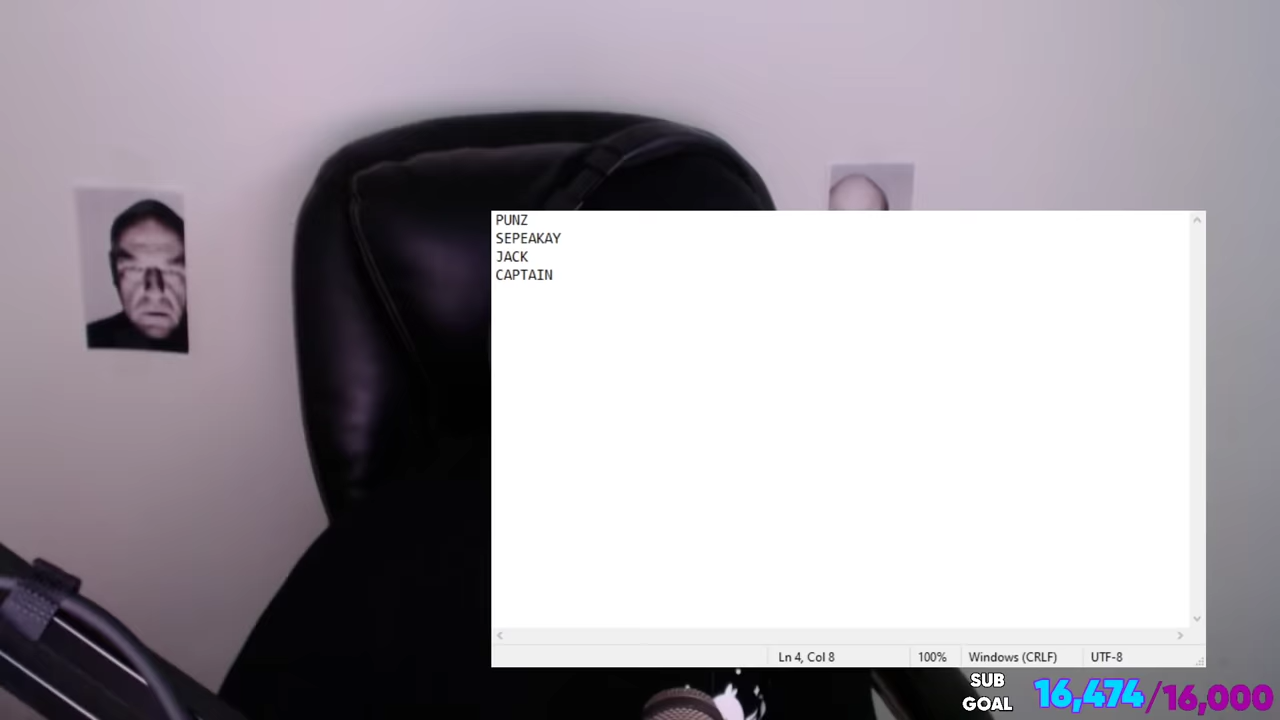 PUNZ
SEPEAKAY
JACK
CAPTAIN
Ln 4, Col 8
100%
Windows (CRLF)
UTF-8
SUB
GOAL
16,474/16,000